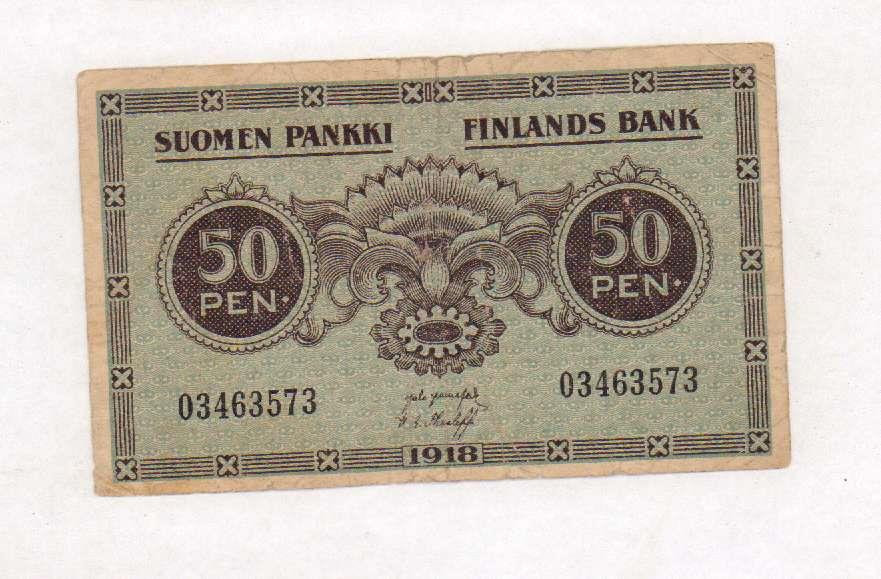 SUOMEN PANKKI
FINLANDS BANK
50
PEN.
50
PEN.
03463573
03463573
1918